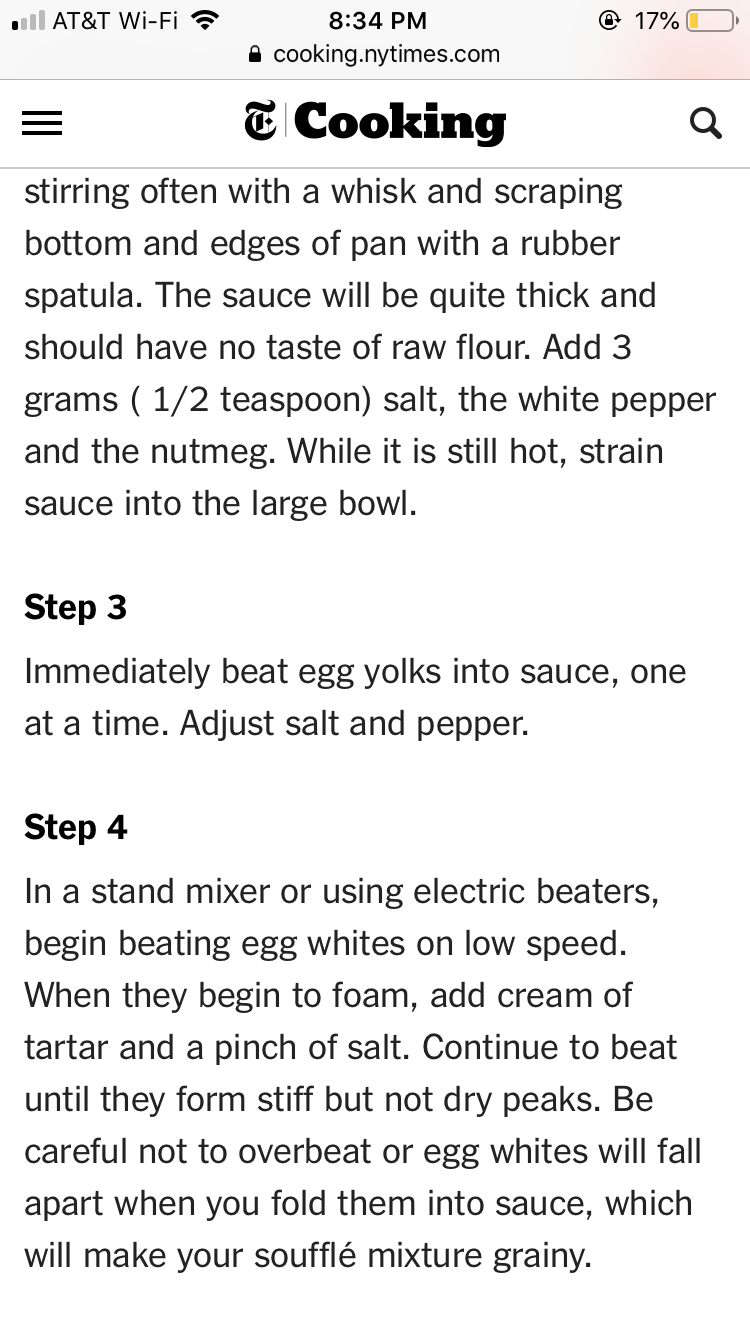 AT&T Wi-Fi 8:34 PM 17%
cooking.nytimes.com
T Cooking
stirring often with a whisk and scraping
bottom and edges of pan with a rubber
spatula. The sauce will be quite thick and
should have no taste of raw flour. Add 3
grams ( 1/2 teaspoon) salt, the white pepper
and the nutmeg. While it is still hot, strain
sauce into the large bowl.
Step 3
Immediately beat egg yolks into sauce, one
at a time. Adjust salt and pepper.
Step 4
In a stand mixer or using electric beaters,
begin beating egg whites on low speed.
When they begin to foam, add cream of
tartar and a pinch of salt. Continue to beat
until they form stiff but not dry peaks. Be
careful not to overbeat or egg whites will fall
apart when you fold them into sauce, which
will make your soufflé mixture grainy.